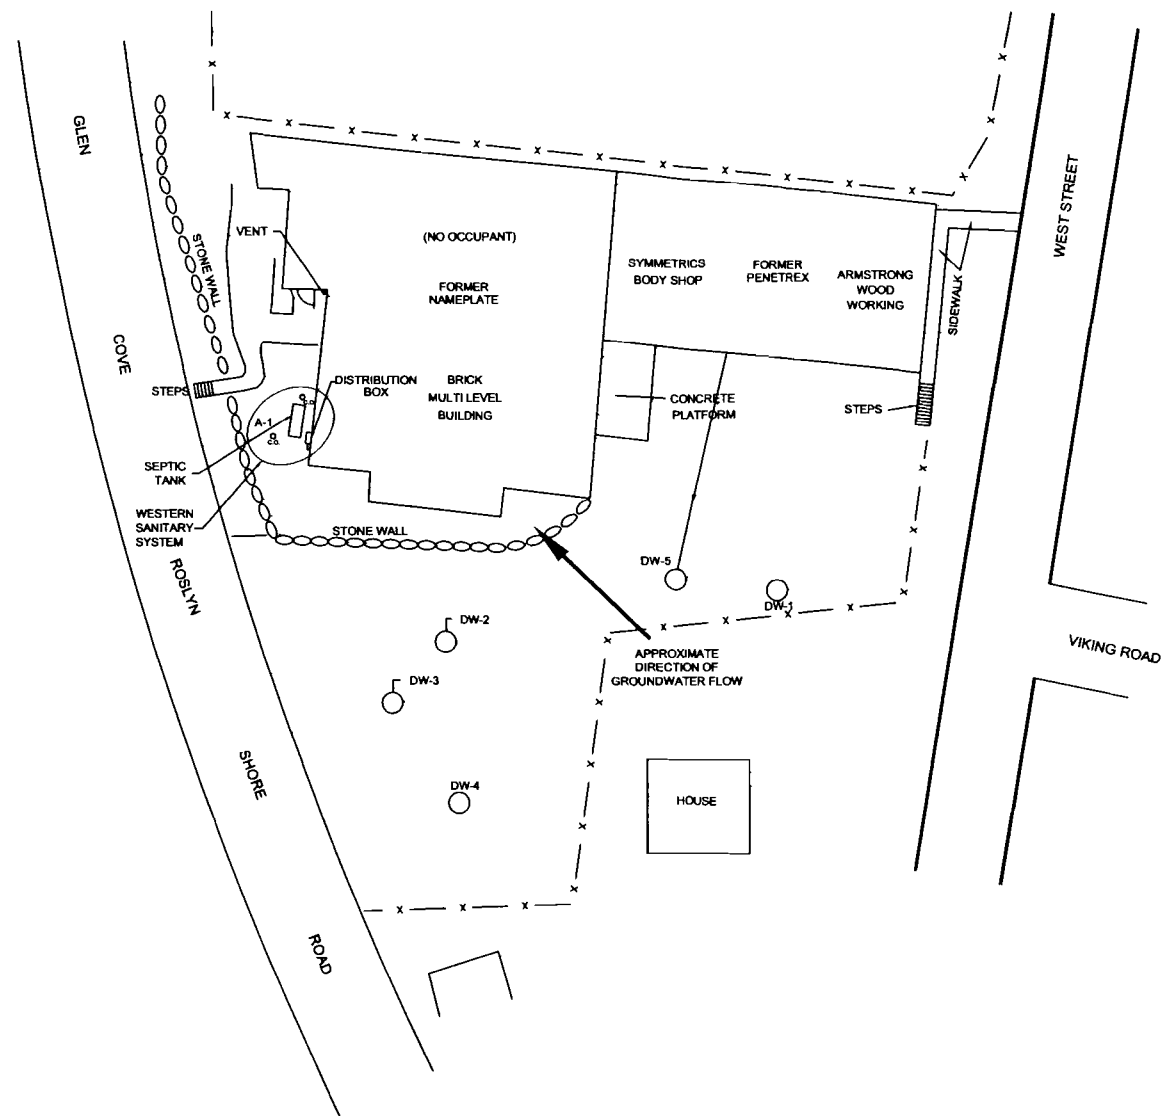 GLEN
COVE
ROSLYN
SHORE
ROAD
STONE WALL
VENT
(NO OCCUPANT)
FORMER
NAMEPLATE
BRICK
MULTI LEVEL
BUILDING
SYMMETRICS
BODY SHOP
FORMER
PENETREX
ARMSTRONG
WOOD
WORKING
SIDEWALK
WEST STREET
STEPS
DISTRIBUTION
BOX
CONCRETE
PLATFORM
STEPS
C.O.
A-1
C.O.
SEPTIC
TANK
WESTERN
SANITARY
SYSTEM
STONE WALL
DW-5
DW-1
DW-2
DW-3
DW-4
APPROXIMATE
DIRECTION OF
GROUNDWATER FLOW
VIKING ROAD
HOUSE